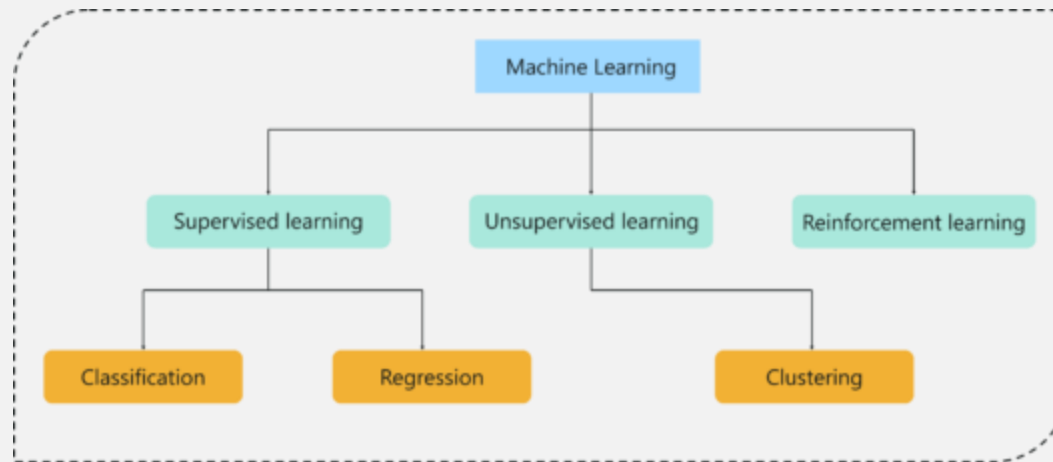 Machine Learning
Supervised learning
Unsupervised learning
Reinforcement learning
Classification
Regression
Clustering